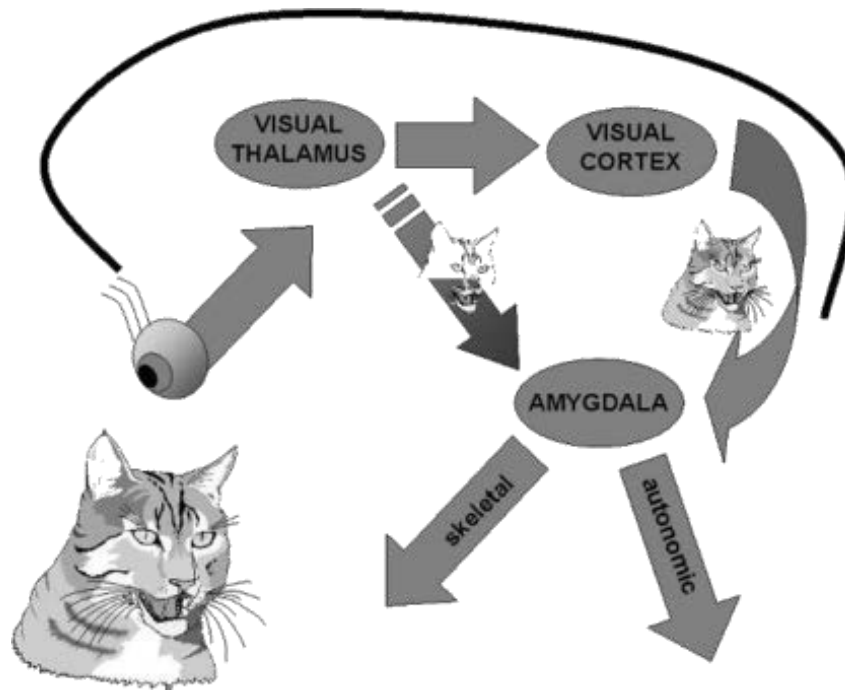 VISUAL
THALAMUS
VISUAL
CORTEX
AMYGDALA
skeletal
autonomic